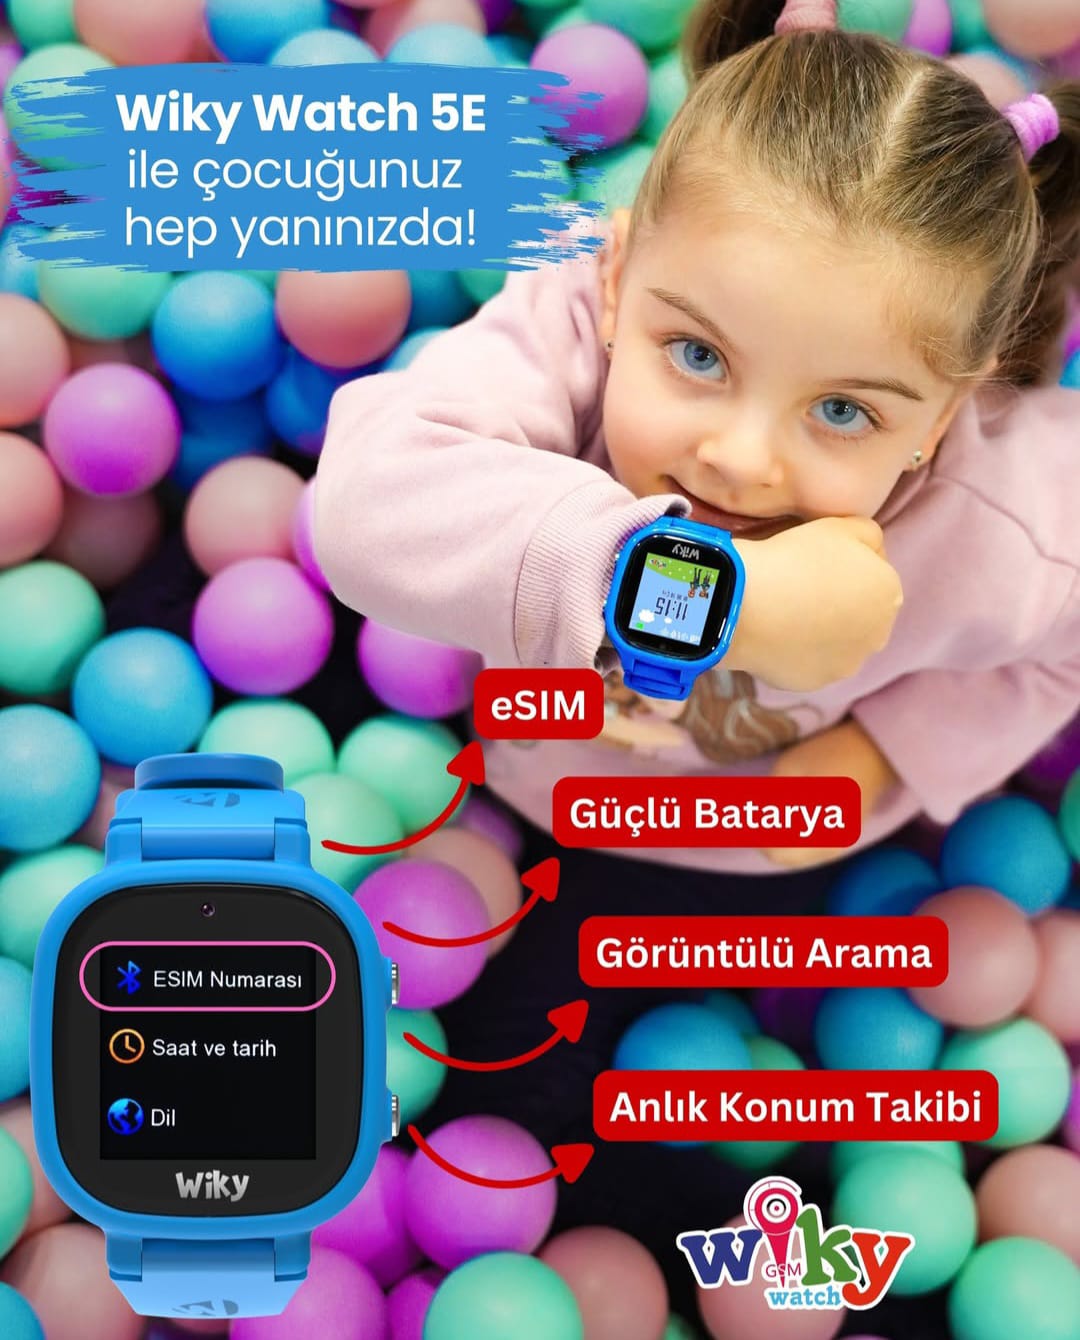 Wiky Watch 5E
ile çocuğunuz
hep yanınızda!
Wiky
11:15
eSIM
Güçlü Batarya
Görüntülü Arama
Anlık Konum Takibi
ESIM Numarası
Saat ve tarih
Dil
Wiky
wiky
GSM
watch